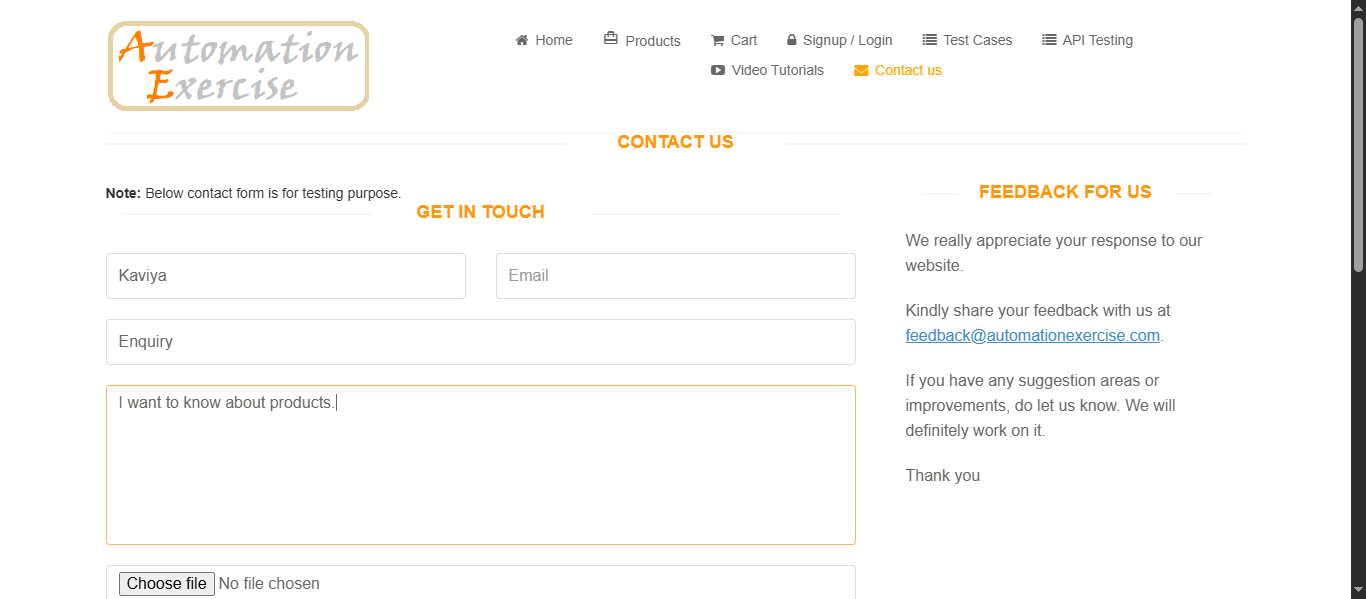 Automation
Exercise
Home Products Cart Signup / Login Test Cases API Testing
Video Tutorials Contact us
CONTACT US
Note: Below contact form is for testing purpose.
GET IN TOUCH
Kaviya Email
Enquiry
I want to know about products.
Choose file No file chosen
FEEDBACK FOR US
We really appreciate your response to our
website.
Kindly share your feedback with us at
feedback@automationexercise.com.
If you have any suggestion areas or
improvements, do let us know. We will
definitely work on it.
Thank you